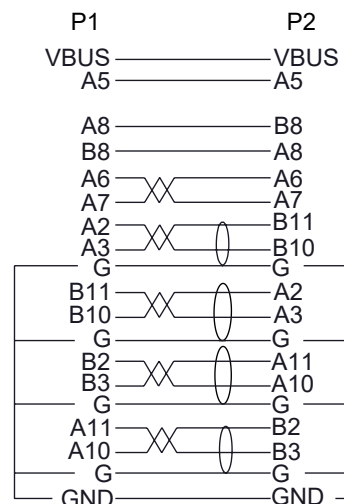 P1 P2
VBUS VBUS
A5 A5
A8 B8
B8 A8
A6 A6
A7 A7
A2 B11
A3 B10
G G
B11 A2
B10 A3
G G
B2 A11
B3 A10
G G
A11 B2
A10 B3
G G
GND GND